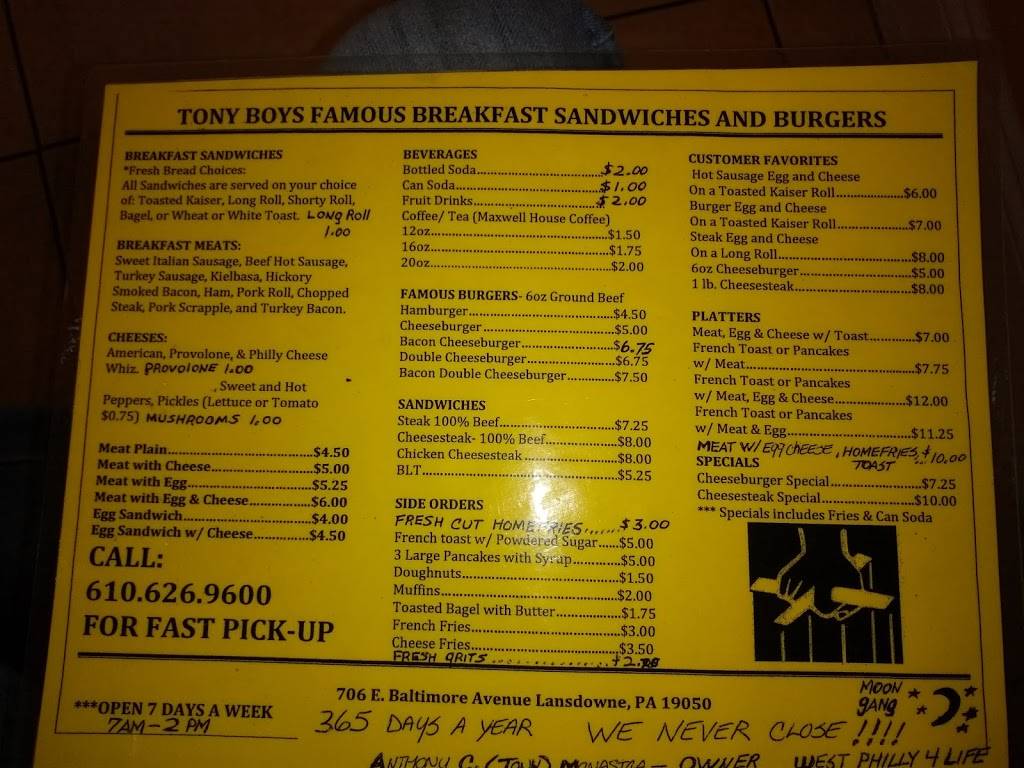 TONY BOYS FAMOUS BREAKFAST SANDWICHES AND BURGERS
BREAKFAST SANDWICHES
*Fresh Bread Choices:
All Sandwiches are served on your choice
of: Toasted Kaiser, Long Roll, Shorty Roll,
Bagel, or Wheat or White Toast. LONG Roll
1.00
BREAKFAST MEATS:
Sweet Italian Sausage, Beef Hot Sausage,
Turkey Sausage, Kielbasa, Hickory
Smoked Bacon, Ham, Pork Roll, Chopped
Steak, Pork Scrapple, and Turkey Bacon.
CHEESES:
American, Provolone, & Philly Cheese
Whiz. PROVOLONE 1.00
, Sweet and Hot
Peppers, Pickles (Lettuce or Tomato
$0.75) MUSHROOMS 1.00
Meat Plain.....$4.50
Meat with Cheese.....$5.00
Meat with Egg.....$5.25
Meat with Egg & Cheese.....$6.00
Egg Sandwich.....$4.00
Egg Sandwich w/ Cheese.....$4.50
CALL:
610.626.9600
FOR FAST PICK-UP
BEVERAGES
Bottled Soda.....$2.00
Can Soda.....$1.00
Fruit Drinks.....$2.00
Coffee/ Tea (Maxwell House Coffee)
12oz.....$1.50
16oz.....$1.75
20oz.....$2.00
FAMOUS BURGERS- 6oz Ground Beef
Hamburger.....$4.50
Cheeseburger.....$5.00
Bacon Cheeseburger.....$6.75
Double Cheeseburger.....$6.75
Bacon Double Cheeseburger.....$7.50
SANDWICHES
Steak 100% Beef.....$7.25
Cheesesteak- 100% Beef.....$8.00
Chicken Cheesesteak.....$8.00
BLT.....$5.25
SIDE ORDERS
FRESH CUT HOMEFRIES......$3.00
French toast w/ Powdered Sugar......$5.00
3 Large Pancakes with Syrup.....$5.00
Doughnuts.....$1.50
Muffins.....$2.00
Toasted Bagel with Butter.....$1.75
French Fries.....$3.00
Cheese Fries.....$3.50
FRESH GRITS
CUSTOMER FAVORITES
Hot Sausage Egg and Cheese
On a Toasted Kaiser Roll.....$6.00
Burger Egg and Cheese
On a Toasted Kaiser Roll.....$7.00
Steak Egg and Cheese
On a Long Roll.....$8.00
6oz Cheeseburger.....$5.00
1 lb. Cheesesteak.....$8.00
PLATTERS
Meat, Egg & Cheese w/ Toast.....$7.00
French Toast or Pancakes
w/ Meat.....$7.75
French Toast or Pancakes
w/ Meat, Egg & Cheese.....$12.00
French Toast or Pancakes
w/ Meat & Egg.....$11.25
MEAT W/ Egg CHEESE, HOMEFRIES, &
TOAST ...10.00
SPECIALS
Cheeseburger Special.....$7.25
Cheesesteak Special.....$10.00
*** Specials includes Fries & Can Soda
***OPEN 7 DAYS A WEEK
7AM-2PM
706 E. Baltimore Avenue Lansdowne, PA 19050
365 DAYS A YEAR WE NEVER CLOSE !!!!
MOON
GANG
ANTHONY C. (TONY) MONASTRA - OWNER WEST PHILLY 4 LIFE